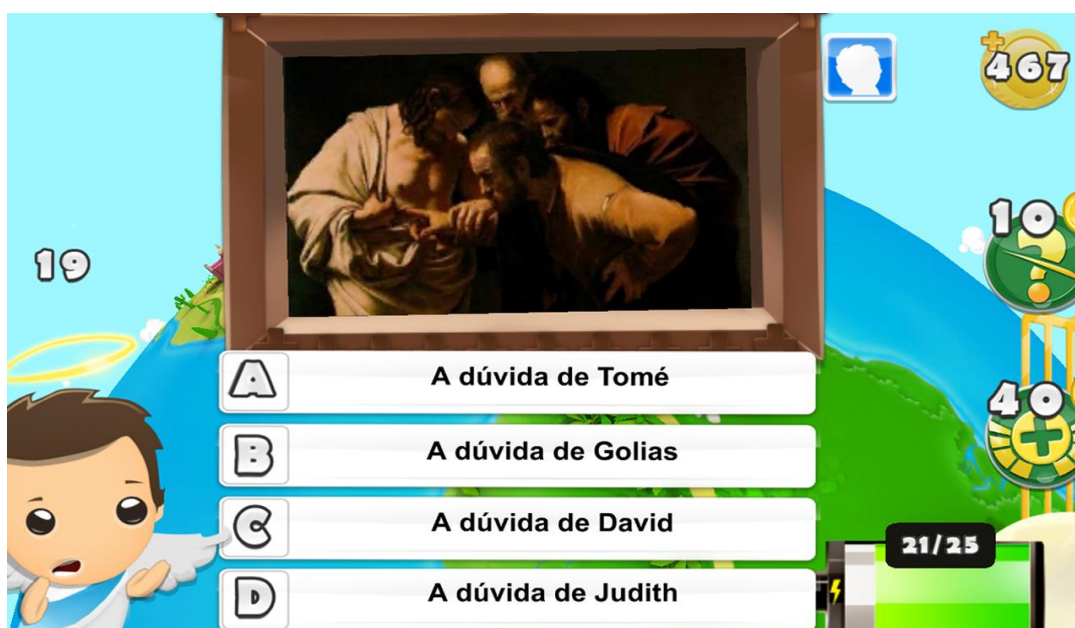 467
10
19
A A dúvida de Tomé
40
B A dúvida de Golias
C A dúvida de David
21/25
D A dúvida de Judith